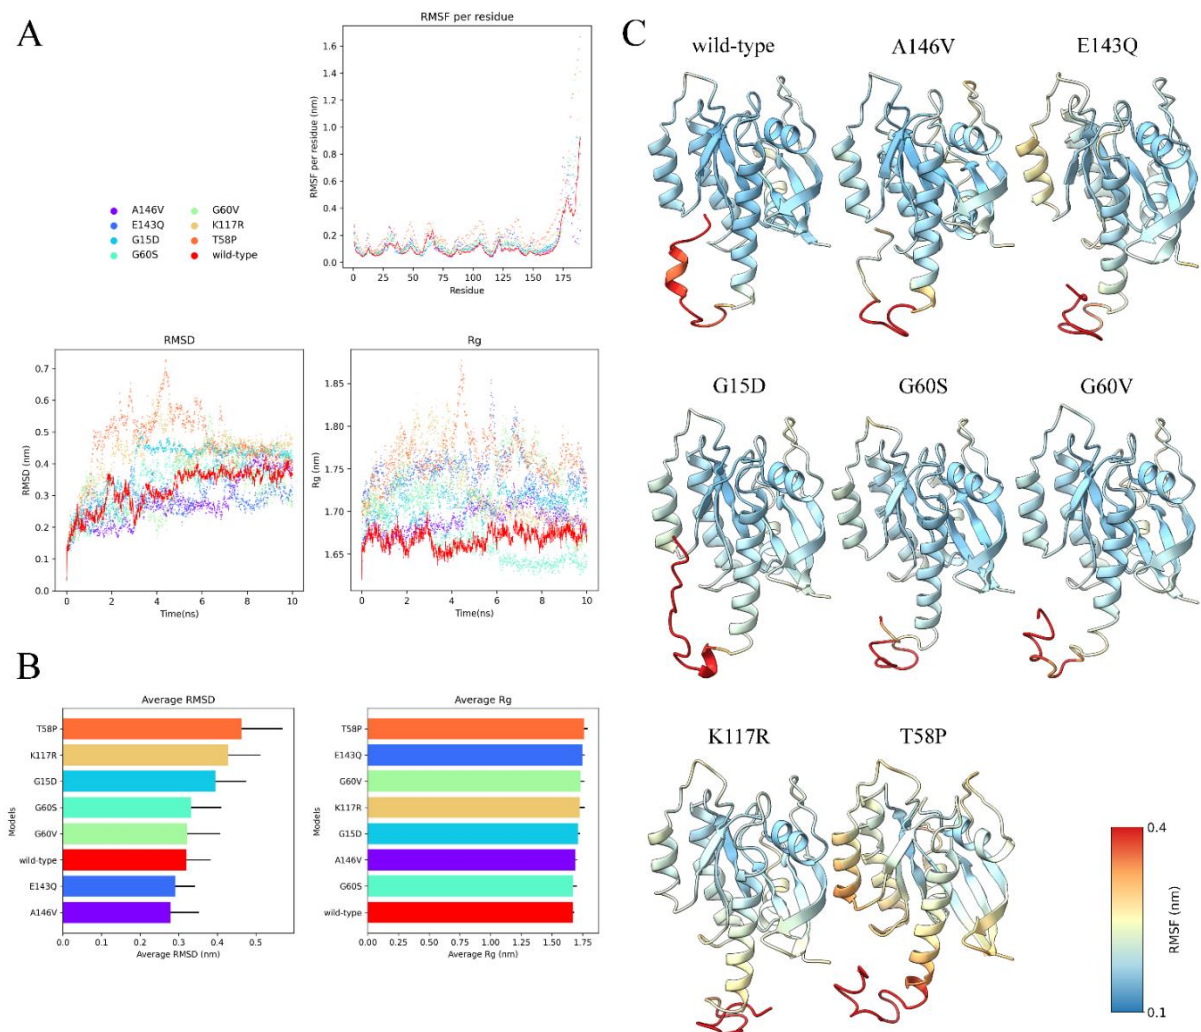 A
RMSF per residue
RMSF per residue (nm)
1.6
1.4
1.2
1.0
0.8
0.6
0.4
0.2
0.0
0 25 50 75 100 125 150 175
Residue
A146V G60V
E143Q K117R
G15D T58P
G60S wild-type
RMSD
RMSD (nm)
0.7
0.6
0.5
0.4
0.3
0.2
0.1
0.0
0 2 4 6 8 10
Time(ns)
Rg
Rg (nm)
1.85
1.80
1.75
1.70
1.65
0 2 4 6 8 10
Time(ns)
B
Average RMSD
Models
T58P
K117R
G15D
G60S
G60V
wild-type
E143Q
A146V
0.0 0.1 0.2 0.3 0.4 0.5
Average RMSD (nm)
Average Rg
Models
T58P
E143Q
G60V
K117R
G15D
A146V
G60S
wild-type
0.00 0.25 0.50 0.75 1.00 1.25 1.50 1.75
Average Rg (nm)
C
wild-type A146V E143Q
G15D G60S G60V
K117R T58P
0.4
RMSF (nm)
0.1